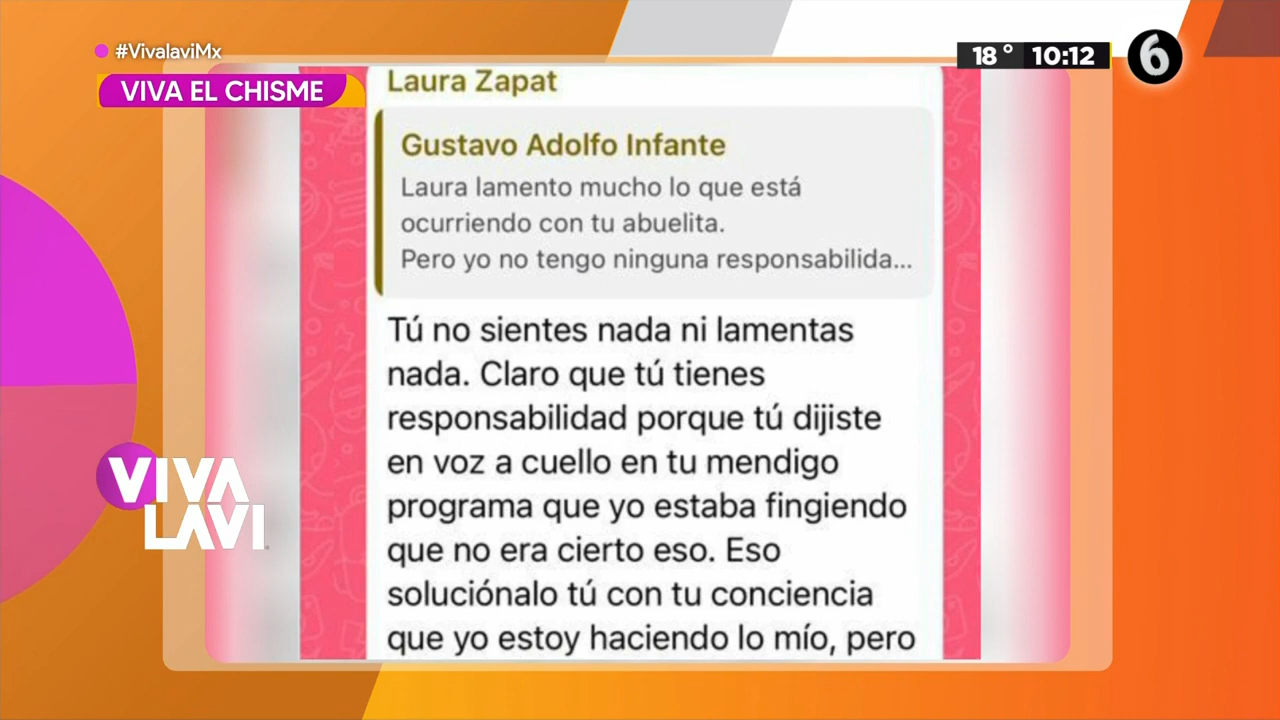 #VivalaviMx
18° 10:12
6
VIVA EL CHISME
Laura Zapat
Gustavo Adolfo Infante
Laura lamento mucho lo que está
ocurriendo con tu abuelita.
Pero yo no tengo ninguna responsabilida...
Tú no sientes nada ni lamentas
nada. Claro que tú tienes
responsabilidad porque tú dijiste
en voz a cuello en tu mendigo
programa que yo estaba fingiendo
que no era cierto eso. Eso
soluciónalo tú con tu conciencia
que yo estoy haciendo lo mío, pero
VIVA
LAVI